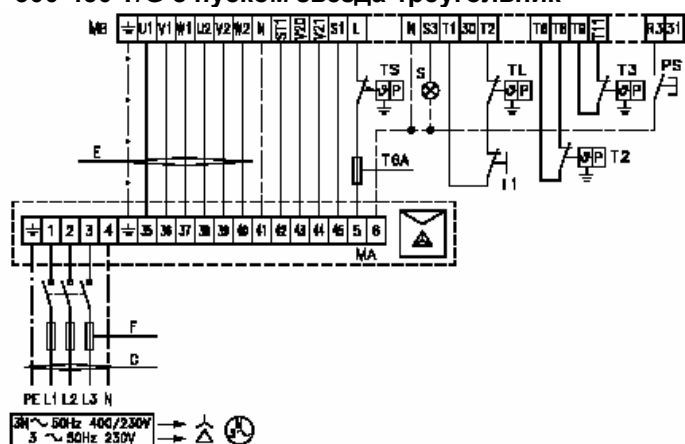 300-450 T/G с пуском звезда-треугольник
MB U1 V1 W1 U2 V2 W2 N ST1 V20 V21 S1 L N S3 T1 30 T2 T6 T8 T9 T11 R3 31
TS S TL T3 PS
P P P
E T6A I1 P T2
1 2 3 4 35 36 37 38 39 40 41 42 43 44 45 5 6
MA
F
D
PE L1 L2 L3 N
3N ~ 50Hz 400/230V
3 ~ 50Hz 230V